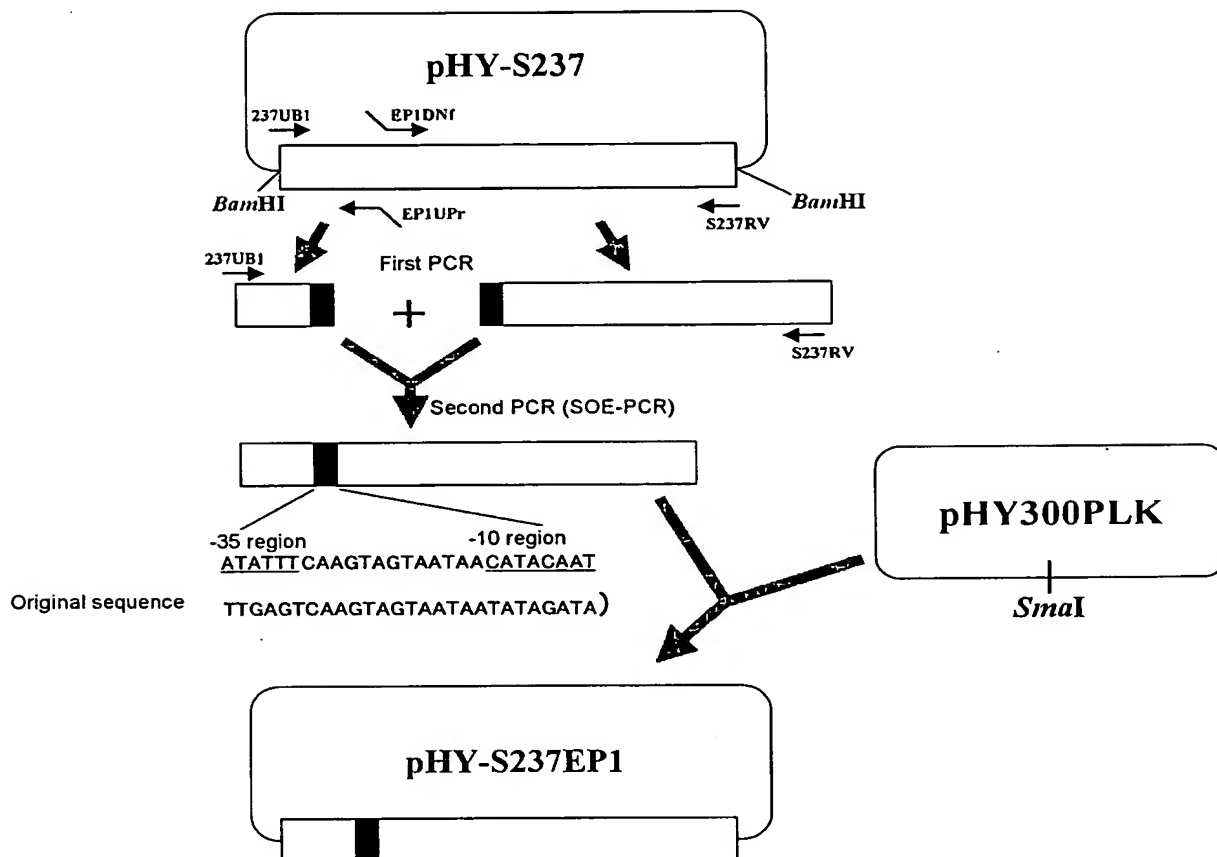 pHY-S237
237UB1
EP1DNf
BamHI
BamHI
EP1UPr
S237RV
237UB1
First PCR
+
S237RV
Second PCR (SOE-PCR)
pHY300PLK
-35 region
-10 region
ATATTTCAAGTAGTAATAACATACAAT
Original sequence
TTGAGTCAAGTAGTAATAATATAGATA)
SmaI
pHY-S237EP1